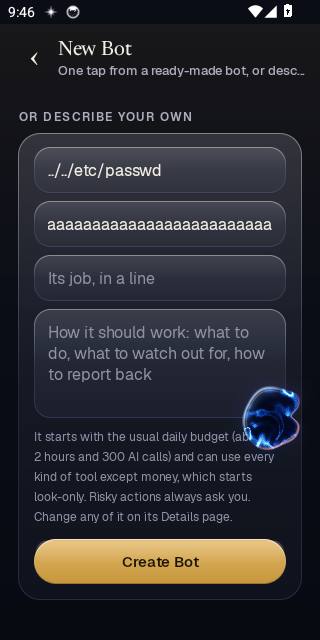 9:46
New Bot
One tap from a ready-made bot, or desc...
OR DESCRIBE YOUR OWN
../../etc/passwd
aaaaaaaaaaaaaaaaaaaaaaaaa
Its job, in a line
How it should work: what to
do, what to watch out for, how
to report back
It starts with the usual daily budget
2 hours and 300 AI calls) and can use every
kind of tool except money, which starts
look-only. Risky actions always ask you.
Change any of it on its Details page.
Create Bot